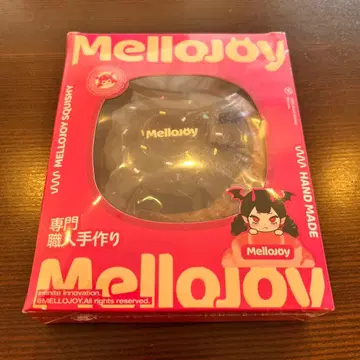 MelloJoy
MELLOJOY SQUISHY
MelloJoy
HAND MADE
専門
職人手作り
MelloJoy
MelloJoy
Infinite Innovation.
©MELLOJOY.All rights reserved.